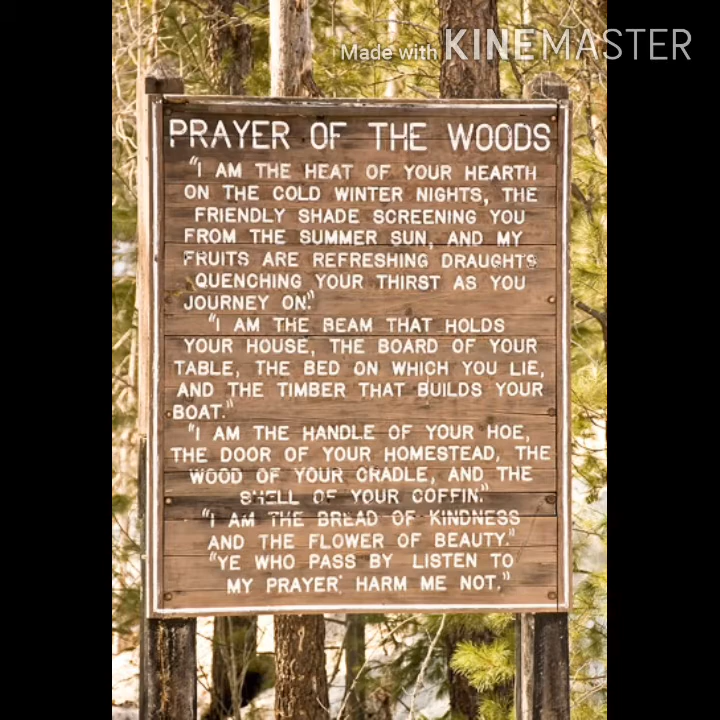 Made with KINEMASTER
PRAYER OF THE WOODS
"I AM THE HEAT OF YOUR HEARTH
ON THE COLD WINTER NIGHTS, THE
FRIENDLY SHADE SCREENING YOU
FROM THE SUMMER SUN, AND MY
FRUITS ARE REFRESHING DRAUGHTS
QUENCHING YOUR THIRST AS YOU
JOURNEY ON."
"I AM THE BEAM THAT HOLDS
YOUR HOUSE, THE BOARD OF YOUR
TABLE, THE BED ON WHICH YOU LIE,
AND THE TIMBER THAT BUILDS YOUR
BOAT."
"I AM THE HANDLE OF YOUR HOE,
THE DOOR OF YOUR HOMESTEAD, THE
WOOD OF YOUR CRADLE, AND THE
SHELL OF YOUR COFFIN."
"I AM THE BREAD OF KINDNESS
AND THE FLOWER OF BEAUTY."
"YE WHO PASS BY LISTEN TO
MY PRAYER: HARM ME NOT."